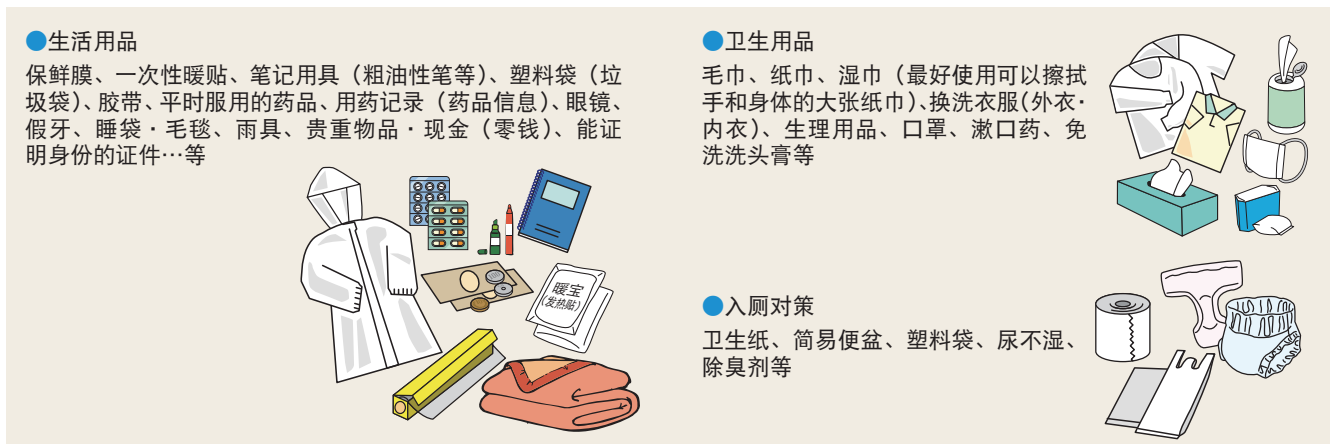 ●生活用品
保鲜膜、一次性暖贴、笔记用具（粗油性笔等）、塑料袋（垃
圾袋）、胶带、平时服用的药品、用药记录（药品信息）、眼镜、
假牙、睡袋·毛毯、雨具、贵重物品·现金（零钱）、能证
明身份的证件…等
暖宝
（发热贴）
●卫生用品
毛巾、纸巾、湿巾（最好使用可以擦拭
手和身体的大张纸巾）、换洗衣服（外衣·
内衣）、生理用品、口罩、漱口药、免
洗洗头膏等
●入厕对策
卫生纸、简易便盆、塑料袋、尿不湿、
除臭剂等